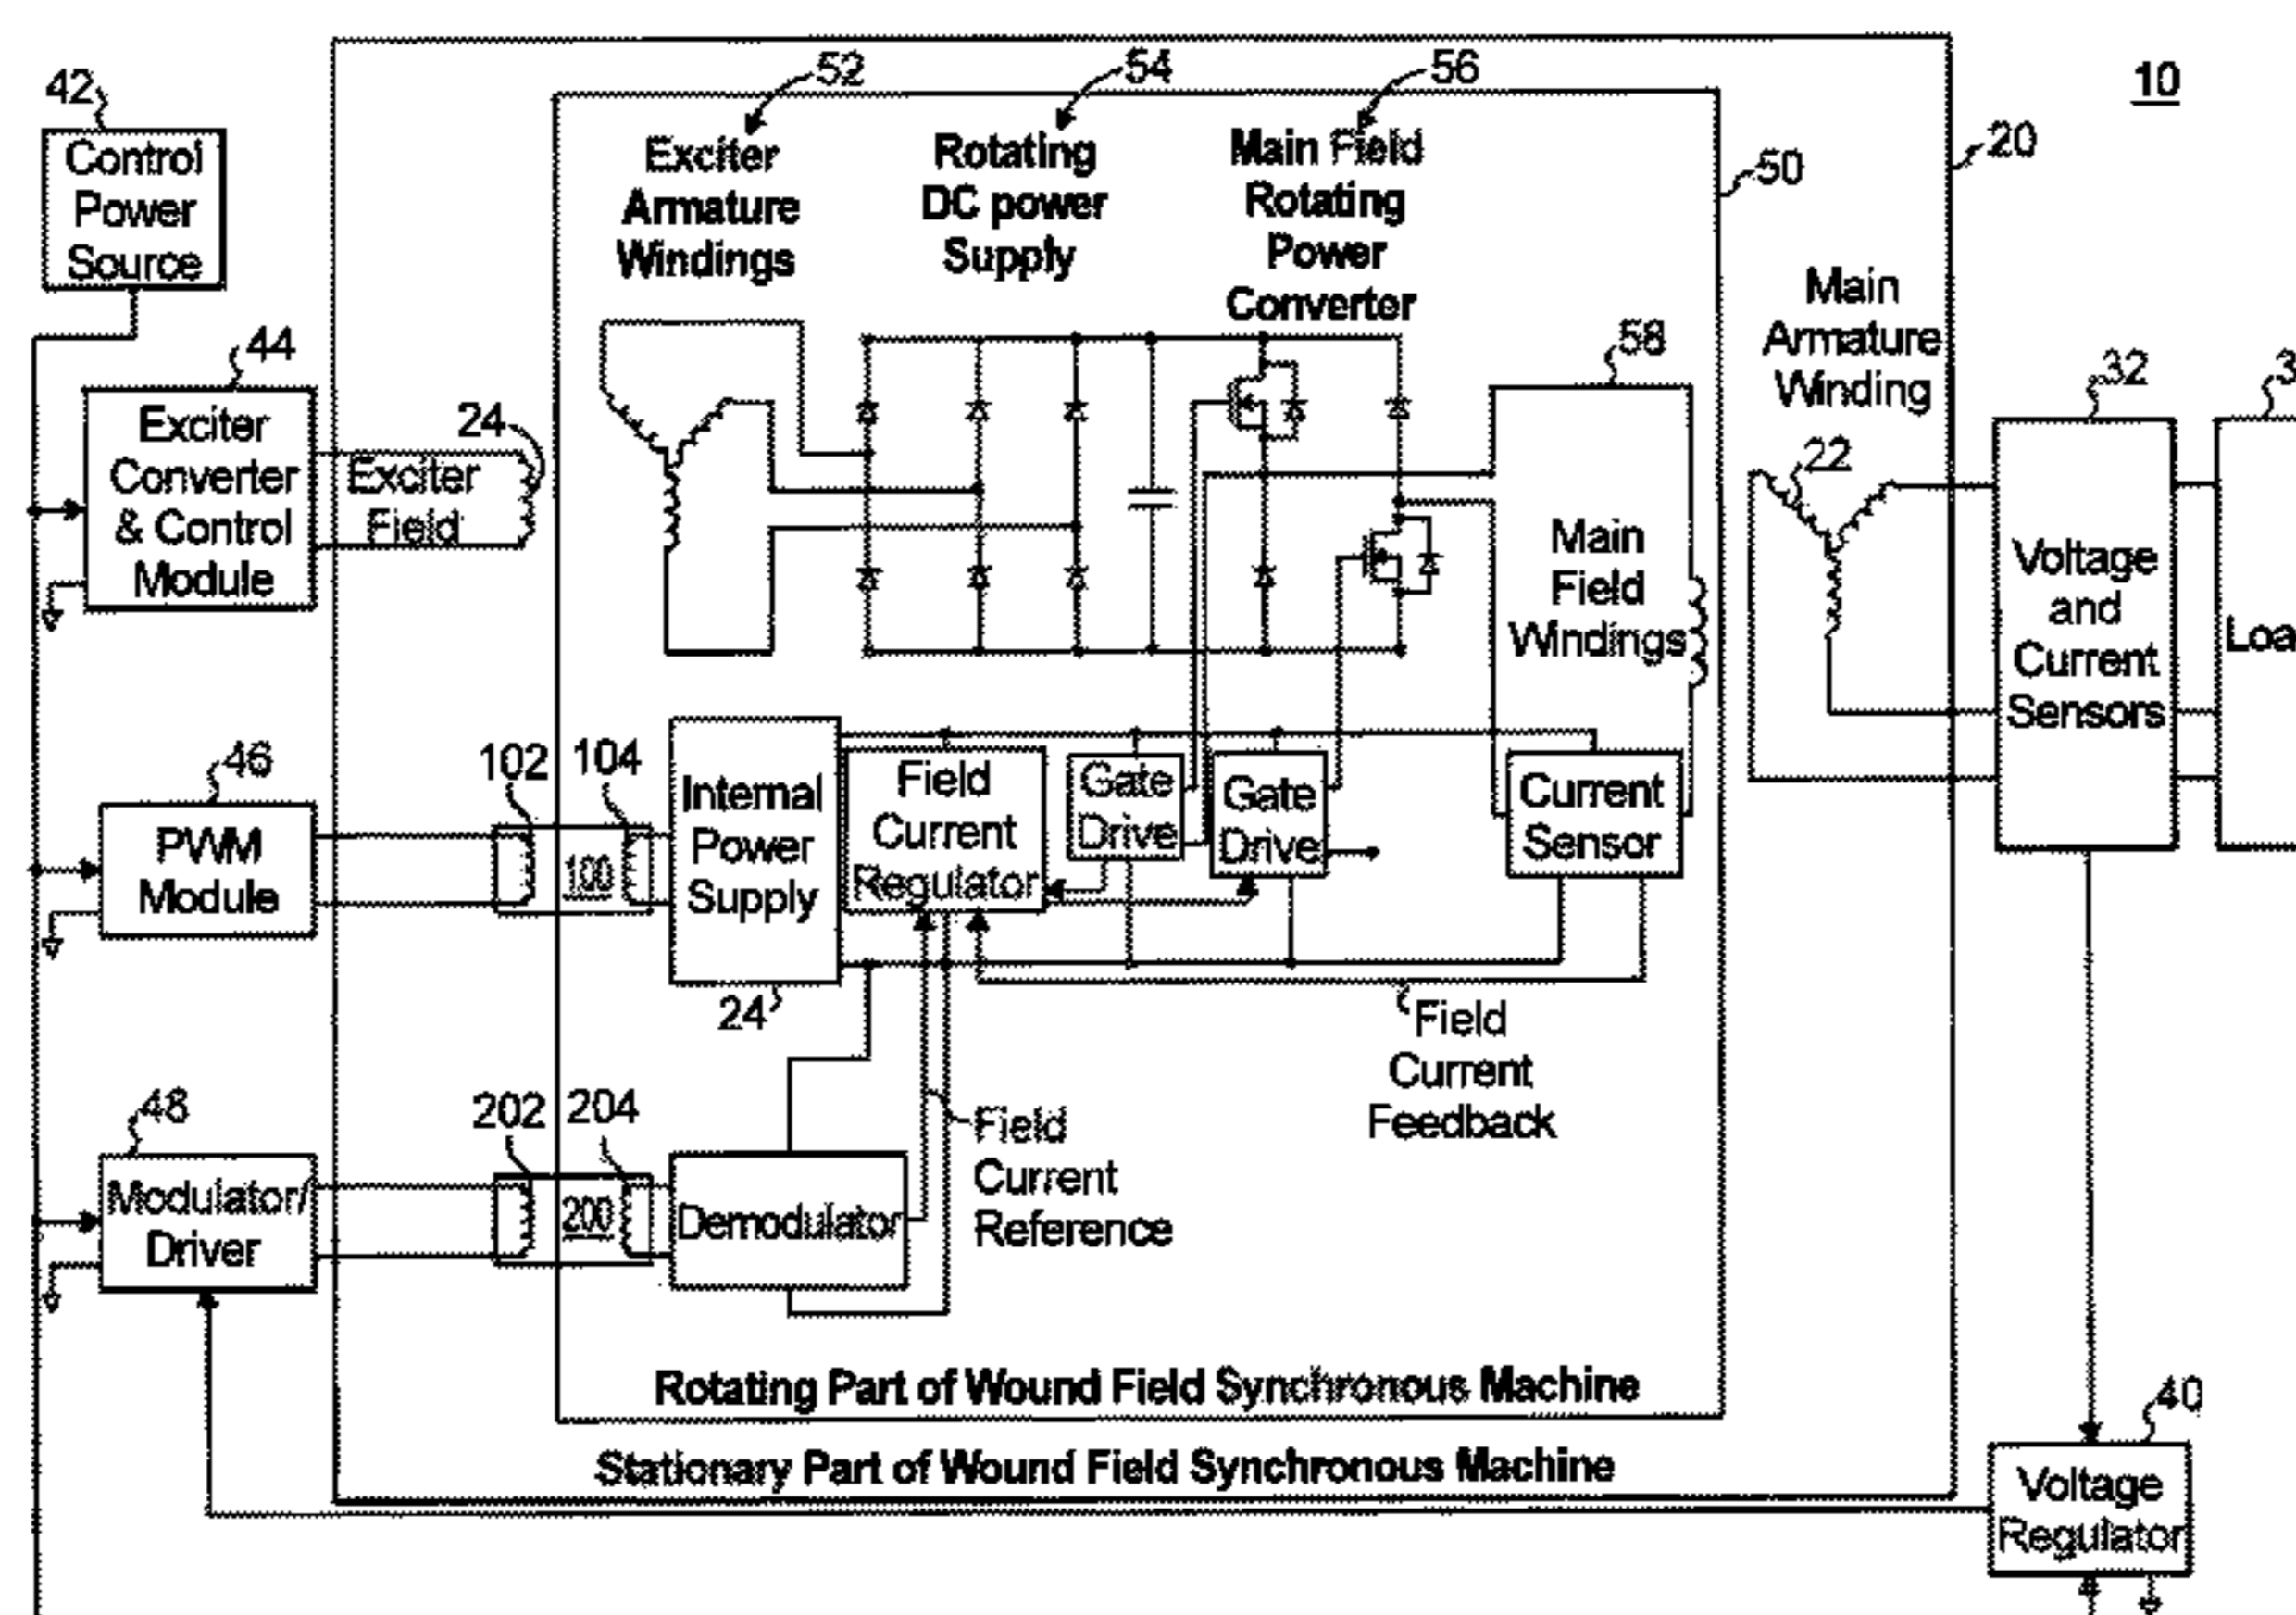 10
42
Control
Power
Source
52
54
56
50
20
Exciter
Armature
Windings
Rotating
DC power
Supply
Main Field
Rotating
Power
Converter
44
Exciter
Converter
& Control
Module
24
Exciter
Field
58
Main
Field
Windings
Main
Armature
Winding
22
32
Voltage
and
Current
Sensors
46
PWM
Module
102
104
100
Internal
Power
Supply
24
Field
Current
Regulator
Gate
Drive
Gate
Drive
Current
Sensor
Field
Current
Feedback
48
Modulator/
Driver
202
204
200
Demodulator
Field
Current
Reference
Rotating Part of Wound Field Synchronous Machine
Stationary Part of Wound Field Synchronous Machine
40
Voltage
Regulator